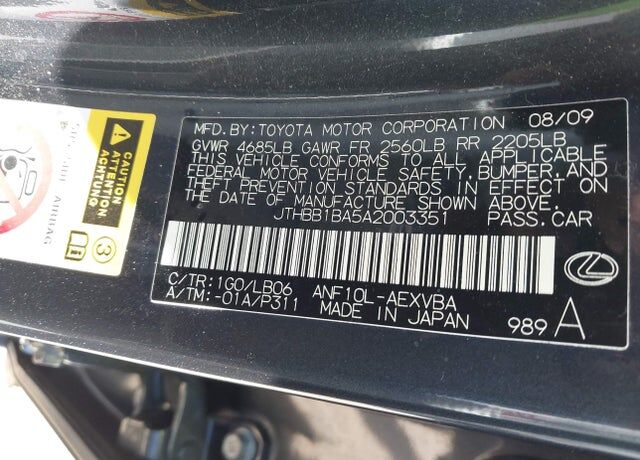 MFD.BY:TOYOTA MOTOR CORPORATION 08/09
GVWR 4685LB GAWR FR 2560LB RR 2205LB
THIS VEHICLE CONFORMS TO ALL APPLICABLE
FEDERAL MOTOR VEHICLE SAFETY,BUMPER,AND
THEFT PREVENTION STANDARDS IN EFFECT ON
THE DATE OF MANUFACTURE SHOWN ABOVE.
JTHBB1BA5A2003351 PASS.CAR
C/TR:1G0/LB06 ANF10L-AEXVBA
A/TM:-01A/P311 MADE IN JAPAN 989 A
CAUTION
ATTENTION
AIRBAG
3
i